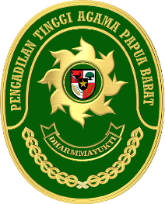 PENGADILAN TINGGI AGAMA PAPUA BARAT
DHARMMAYUKTI